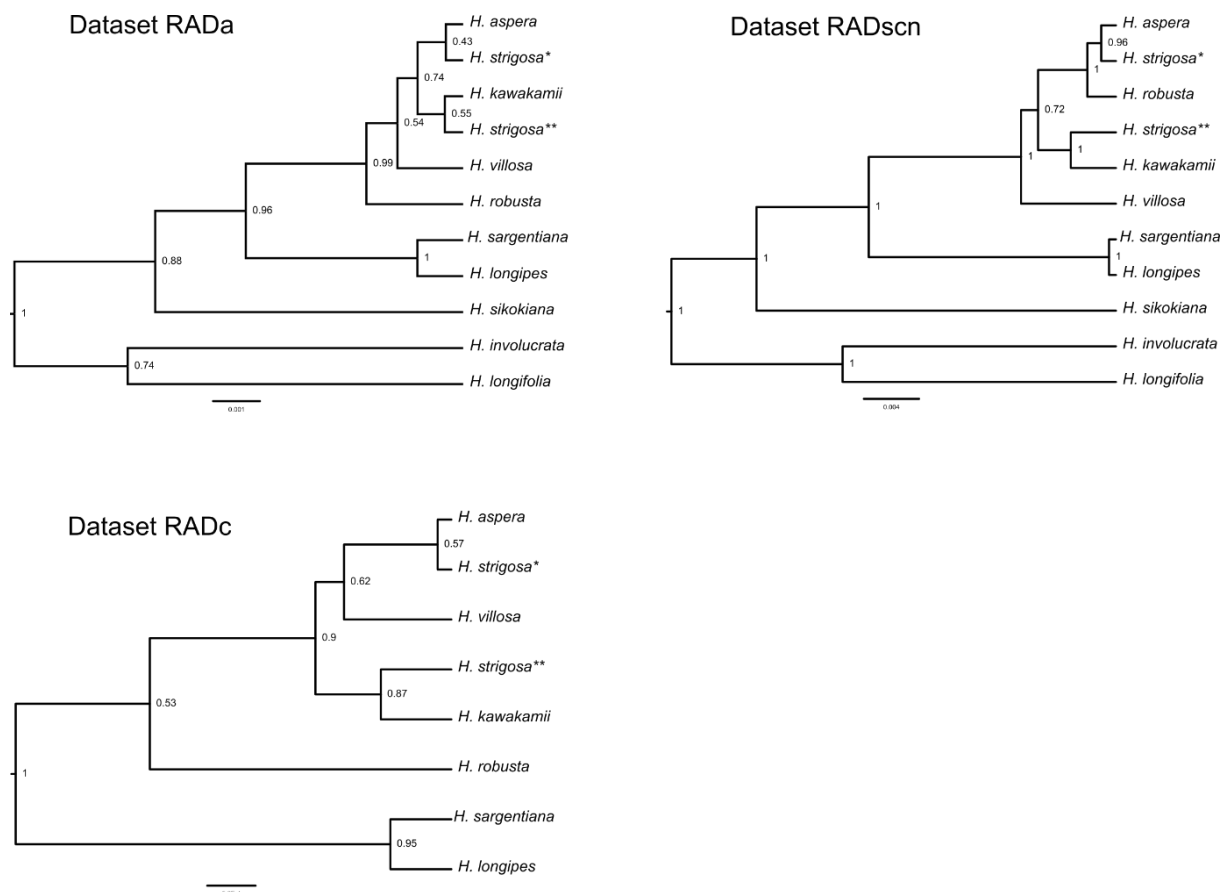 Dataset RADa
H. aspera
0.43
H. strigosa*
0.74
H. kawakamii
0.55
0.54
H. strigosa**
0.99
H. villosa
H. robusta
0.96
H. sargentiana
0.88
1
H. longipes
H. sikokiana
1
H. involucrata
0.74
H. longifolia
0.001
Dataset RADscn
H. aspera
0.96
H. strigosa*
1
H. robusta
0.72
H. strigosa**
1
1
H. kawakamii
H. villosa
1
H. sargentiana
1
1
H. longipes
H. sikokiana
1
H. involucrata
1
H. longifolia
0.004
Dataset RADc
H. aspera
0.57
H. strigosa*
0.62
H. villosa
0.9
H. strigosa**
0.87
0.53
H. kawakamii
H. robusta
1
H. sargentiana
0.95
H. longipes